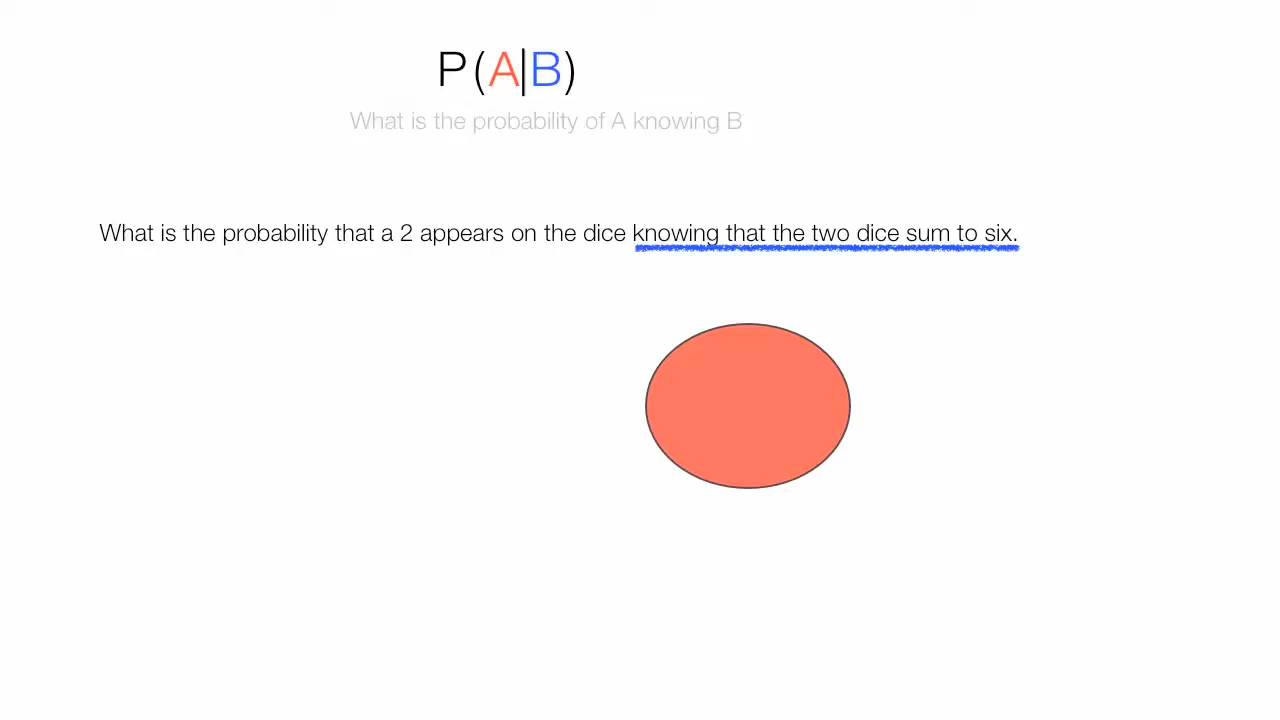 P(A|B)
What is the probability of A knowing B
What is the probability that a 2 appears on the dice knowing that the two dice sum to six.